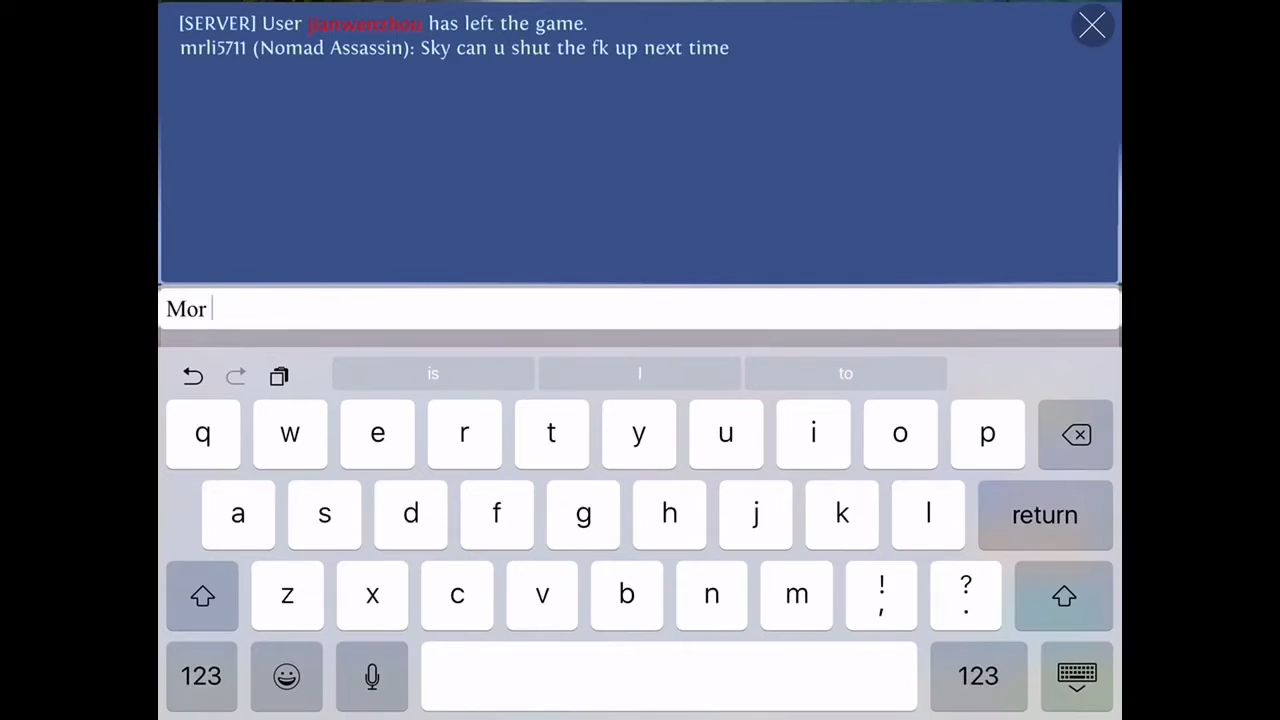 [SERVER] User jianwenzhou has left the game.
mrli5711 (Nomad Assassin): Sky can u shut the fk up next time
Mor
is I to
q w e r t y u i o p
a s d f g h j k l return
z x c v b n m ! , ? .
123 123